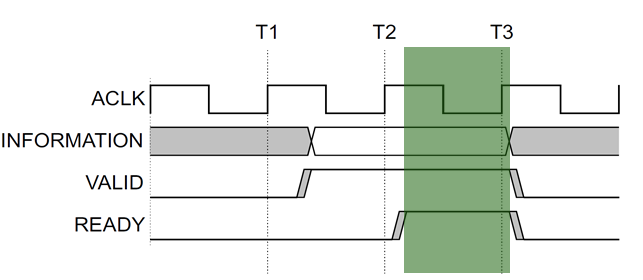 T1 T2 T3
ACLK
INFORMATION
VALID
READY